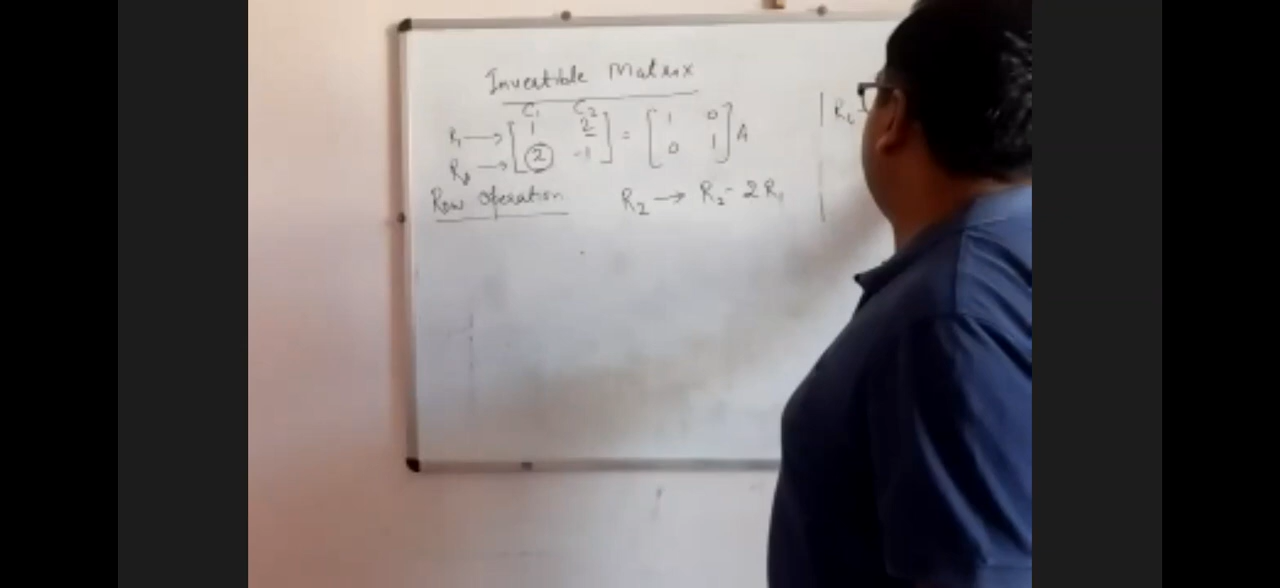 Invertible Matrix
C1 C2
R1 → [ 1 2 ] = [ 1 0 ] A
R2 → [ 2 -1 ] [ 0 1 ]
Row Operation R2 → R2 - 2R1